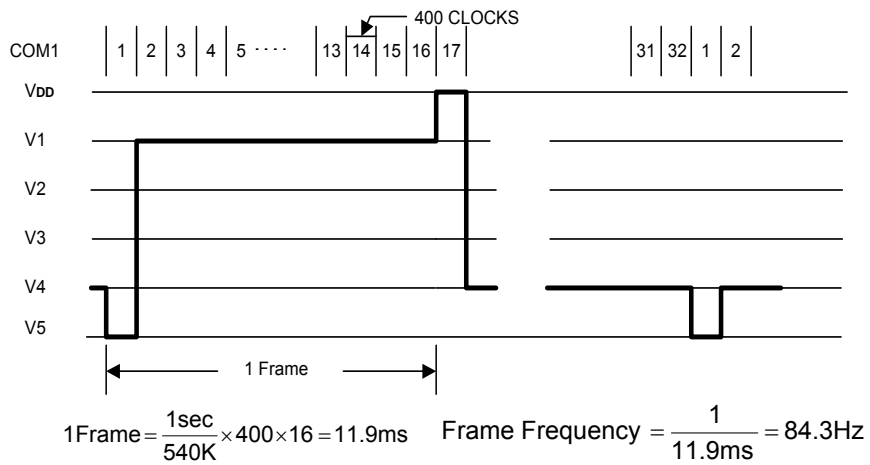 400 CLOCKS
COM1 1 2 3 4 5 ···· 13 14 15 16 17 31 32 1 2
VDD
V1
V2
V3
V4
V5
1 Frame
1Frame = 1sec/540K × 400 × 16 = 11.9ms Frame Frequency = 1/11.9ms = 84.3Hz